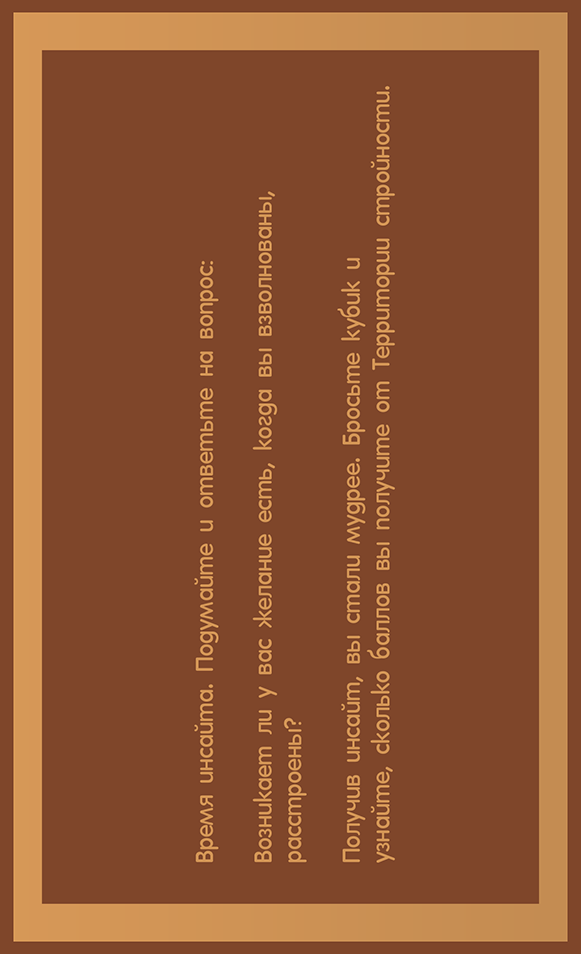 Время инсайта. Подумайте и ответьте на вопрос:
Возникает ли у вас желание есть, когда вы взволнованы,
расстроены?
Получив инсайт, вы стали мудрее. Бросьте кубик и
узнайте, сколько баллов вы получите от Территории стройности.